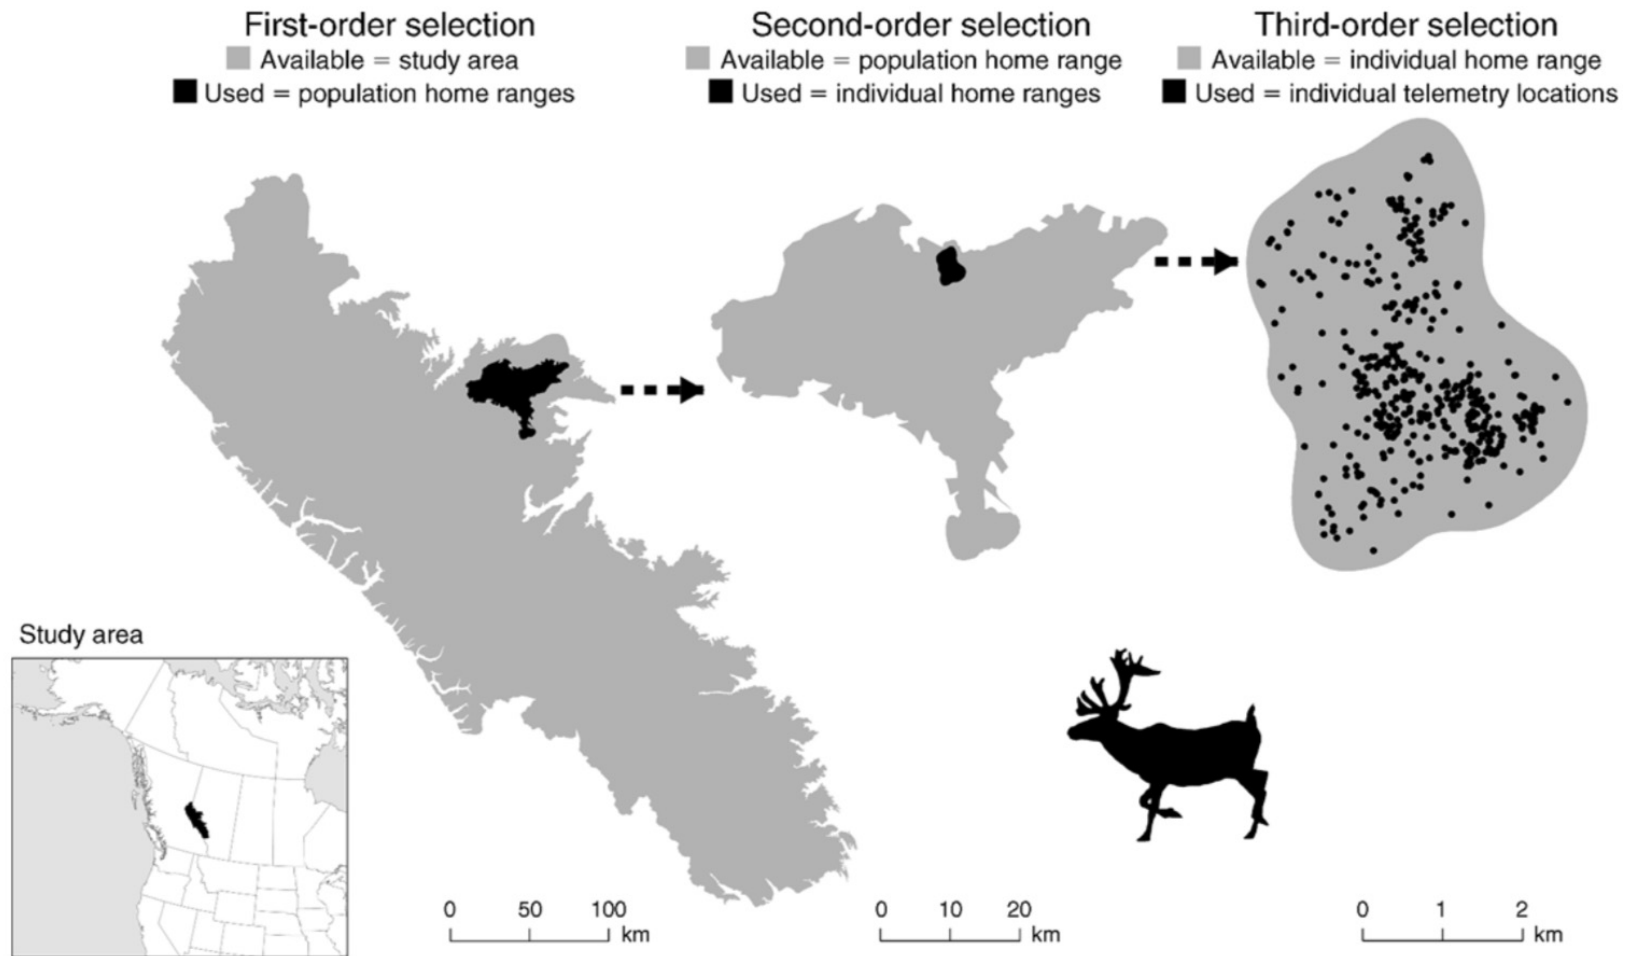 First-order selection
Available = study area
Used = population home ranges
Second-order selection
Available = population home range
Used = individual home ranges
Third-order selection
Available = individual home range
Used = individual telemetry locations
Study area
0 50 100
km
0 10 20
km
0 1 2
km